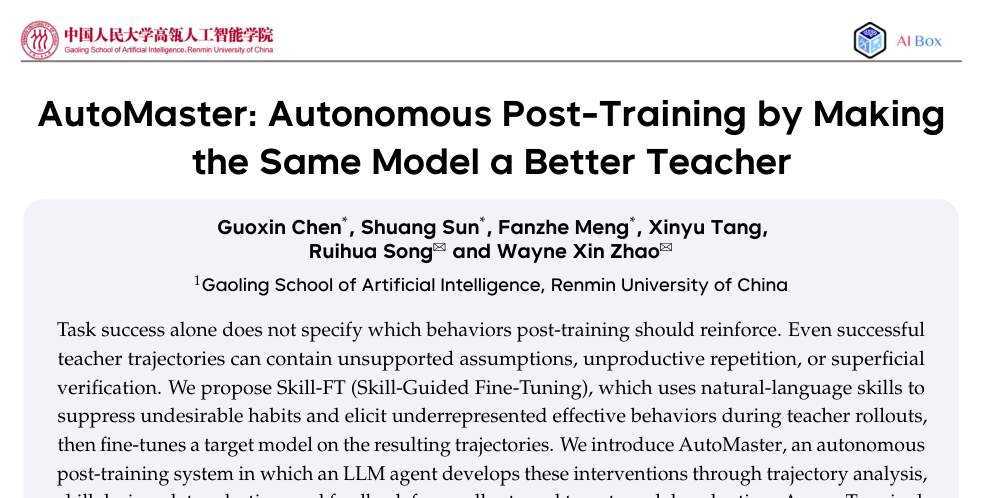 中国人民大学高瓴人工智能学院
Gaoling School of Artificial Intelligence, Renmin University of China
AI Box
AutoMaster: Autonomous Post-Training by Making
the Same Model a Better Teacher
Guoxin Chen*, Shuang Sun*, Fanzhe Meng*, Xinyu Tang,
Ruihua Song✉ and Wayne Xin Zhao✉
¹Gaoling School of Artificial Intelligence, Renmin University of China
Task success alone does not specify which behaviors post-training should reinforce. Even successful
teacher trajectories can contain unsupported assumptions, unproductive repetition, or superficial
verification. We propose Skill-FT (Skill-Guided Fine-Tuning), which uses natural-language skills to
suppress undesirable habits and elicit underrepresented effective behaviors during teacher rollouts,
then fine-tunes a target model on the resulting trajectories. We introduce AutoMaster, an autonomous
post-training system in which an LLM agent develops these interventions through trajectory analysis,